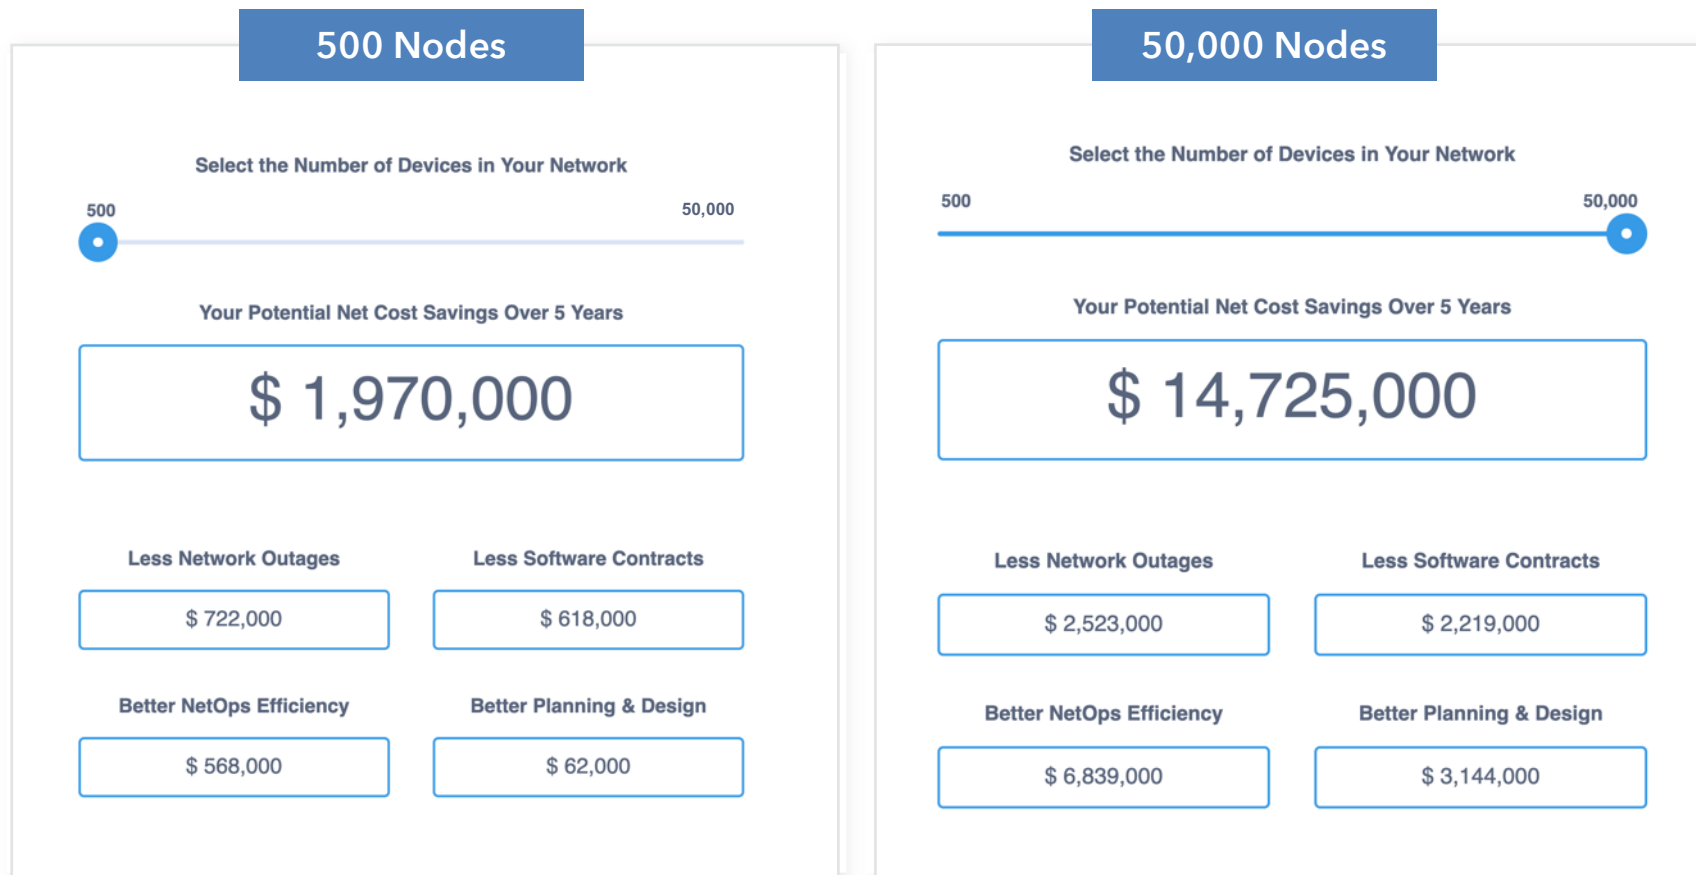 500 Nodes
Select the Number of Devices in Your Network
500
50,000
Your Potential Net Cost Savings Over 5 Years
$ 1,970,000
Less Network Outages
Less Software Contracts
$ 722,000
$ 618,000
Better NetOps Efficiency
Better Planning & Design
$ 568,000
$ 62,000
50,000 Nodes
Select the Number of Devices in Your Network
500
50,000
Your Potential Net Cost Savings Over 5 Years
$ 14,725,000
Less Network Outages
Less Software Contracts
$ 2,523,000
$ 2,219,000
Better NetOps Efficiency
Better Planning & Design
$ 6,839,000
$ 3,144,000